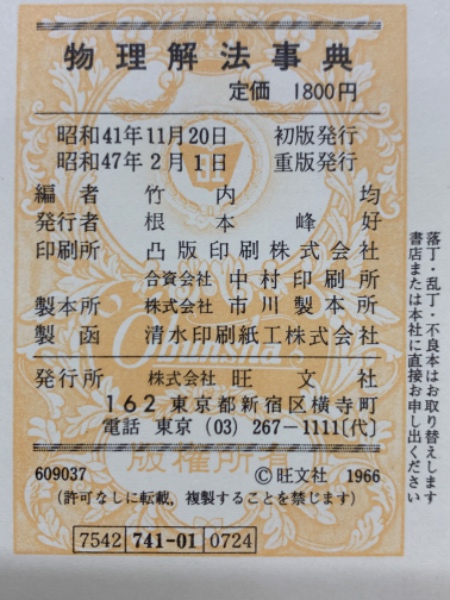 物理解法事典
定価 1800円
昭和41年11月20日 初版発行
昭和47年2月1日 重版発行
編者 竹内均
発行者 根本峰好
印刷所 凸版印刷株式会社
合資会社 中村印刷所
製本所 株式会社 市川製本所
製函 清水印刷紙工株式会社
発行所 株式会社 旺文社
162 東京都新宿区横寺町
電話 東京 (03) 267-1111〔代〕
版権所有
Obunsha
609037 ©旺文社 1966
(許可なしに転載, 複製することを禁じます)
7542 741-01 0724
落丁・乱丁・不良本はお取り替えします
書店または本社に直接お申し出ください